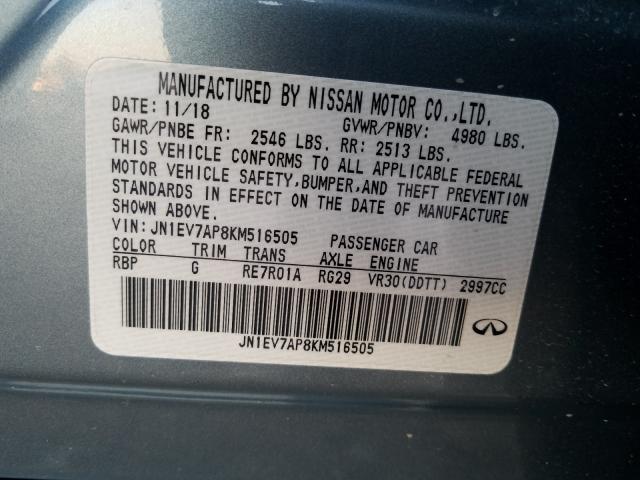 MANUFACTURED BY NISSAN MOTOR CO.,LTD.
DATE: 11/18 GVWR/PNBV: 4980 LBS.
GAWR/PNBE FR: 2546 LBS. RR: 2513 LBS.
THIS VEHICLE CONFORMS TO ALL APPLICABLE FEDERAL
MOTOR VEHICLE SAFETY,BUMPER,AND THEFT PREVENTION
STANDARDS IN EFFECT ON THE DATE OF MANUFACTURE
SHOWN ABOVE.
VIN: JN1EV7AP8KM516505 PASSENGER CAR
COLOR TRIM TRANS AXLE ENGINE
RBP G RE7R01A RG29 VR30(DDTT) 2997CC
JN1EV7AP8KM516505